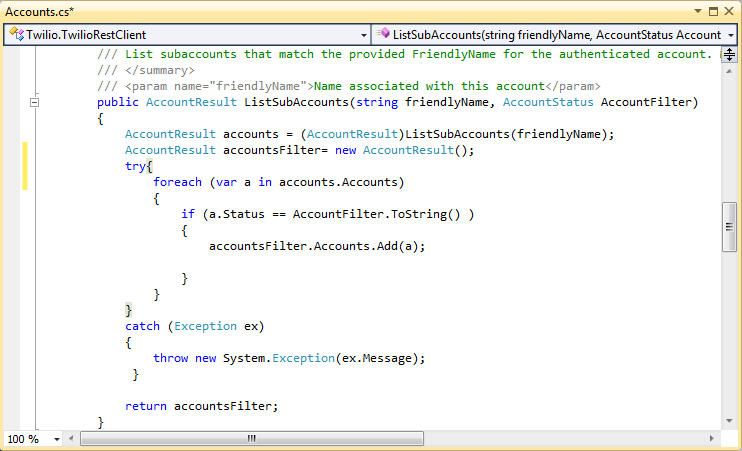 Accounts.cs*
Twilio.TwilioRestClient ListSubAccounts(string friendlyName, AccountStatus Account
/// List subaccounts that match the provided FriendlyName for the authenticated account.
/// </summary>
/// <param name="friendlyName">Name associated with this account</param>
public AccountResult ListSubAccounts(string friendlyName, AccountStatus AccountFilter)
{
AccountResult accounts = (AccountResult)ListSubAccounts(friendlyName);
AccountResult accountsFilter= new AccountResult();
try{
foreach (var a in accounts.Accounts)
{
if (a.Status == AccountFilter.ToString() )
{
accountsFilter.Accounts.Add(a);
}
}
}
catch (Exception ex)
{
throw new System.Exception(ex.Message);
}
return accountsFilter;
}
100 %